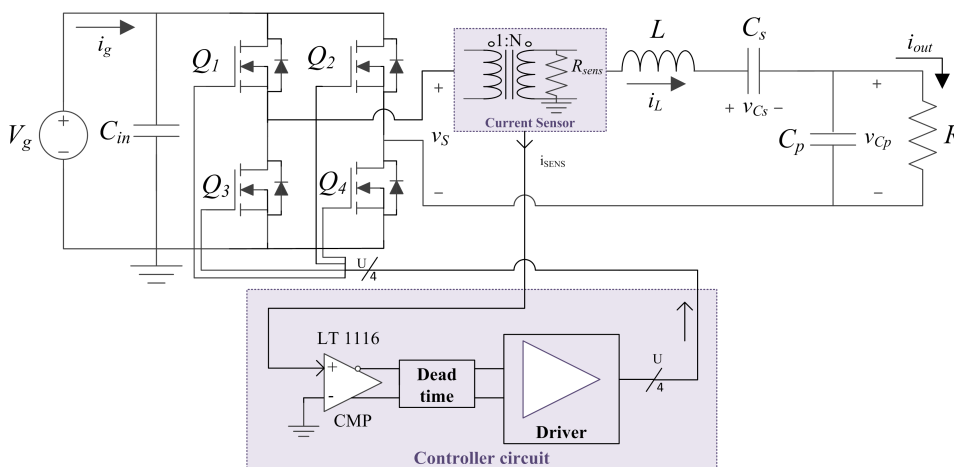 i_g
Q_1
Q_2
1:N
R_sens
Current Sensor
L
C_s
i_out
V_g
+
−
C_in
+
v_S
−
i_L
+ v_Cs −
C_p
+
v_Cp
−
R
Q_3
Q_4
i_SENS
U
4
LT 1116
+
-
CMP
Dead
time
Driver
U
4
Controller circuit